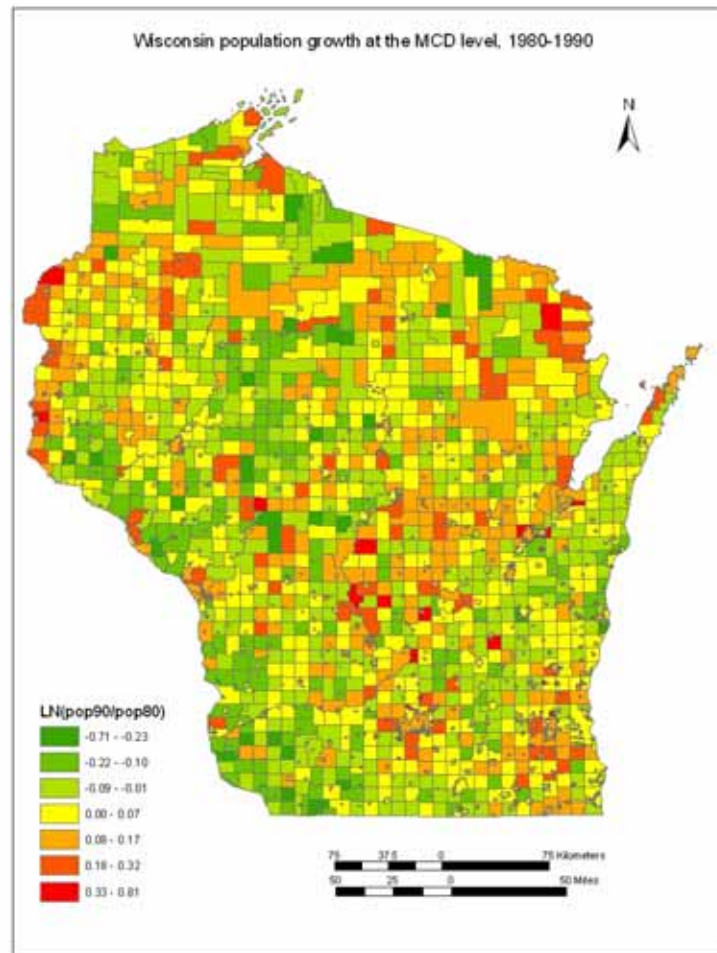 Wisconsin population growth at the MCD level, 1980-1990
N
LN(pop90/pop80)
-0.71 - -0.23
-0.22 - -0.10
-0.09 - -0.01
0.00 - 0.07
0.08 - 0.17
0.18 - 0.32
0.33 - 0.81
75 37.5 0 75 Kilometers
50 25 0 50 Miles